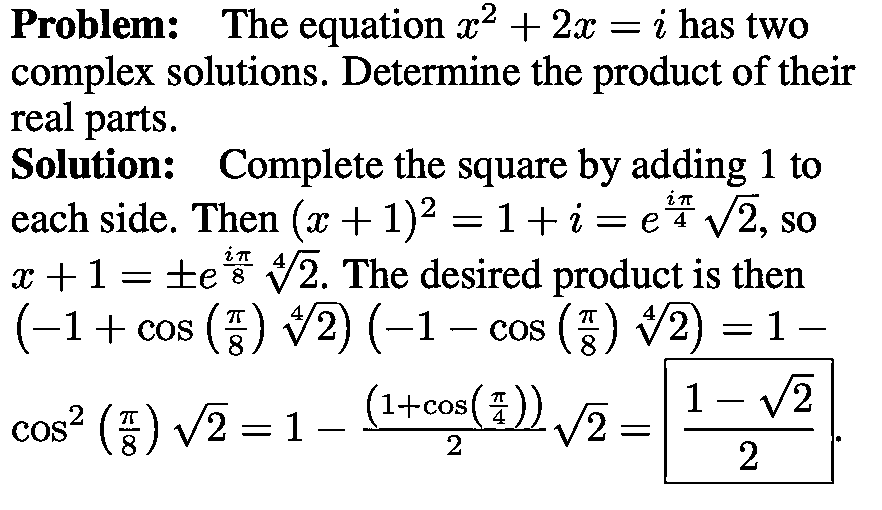 Problem: The equation $x^2 + 2x = i$ has two
complex solutions. Determine the product of their
real parts.
Solution: Complete the square by adding 1 to
each side. Then $(x+1)^2 = 1 + i = e^{\frac{i\pi}{4}} \sqrt{2}$, so
$x + 1 = \pm e^{\frac{i\pi}{8}} \sqrt[4]{2}$. The desired product is then
$\left(-1 + \cos\left(\frac{\pi}{8}\right) \sqrt[4]{2}\right) \left(-1 - \cos\left(\frac{\pi}{8}\right) \sqrt[4]{2}\right) = 1 -$
$\cos^2\left(\frac{\pi}{8}\right) \sqrt{2} = 1 - \frac{\left(1+\cos\left(\frac{\pi}{4}\right)\right)}{2} \sqrt{2} = \boxed{\frac{1-\sqrt{2}}{2}}$.